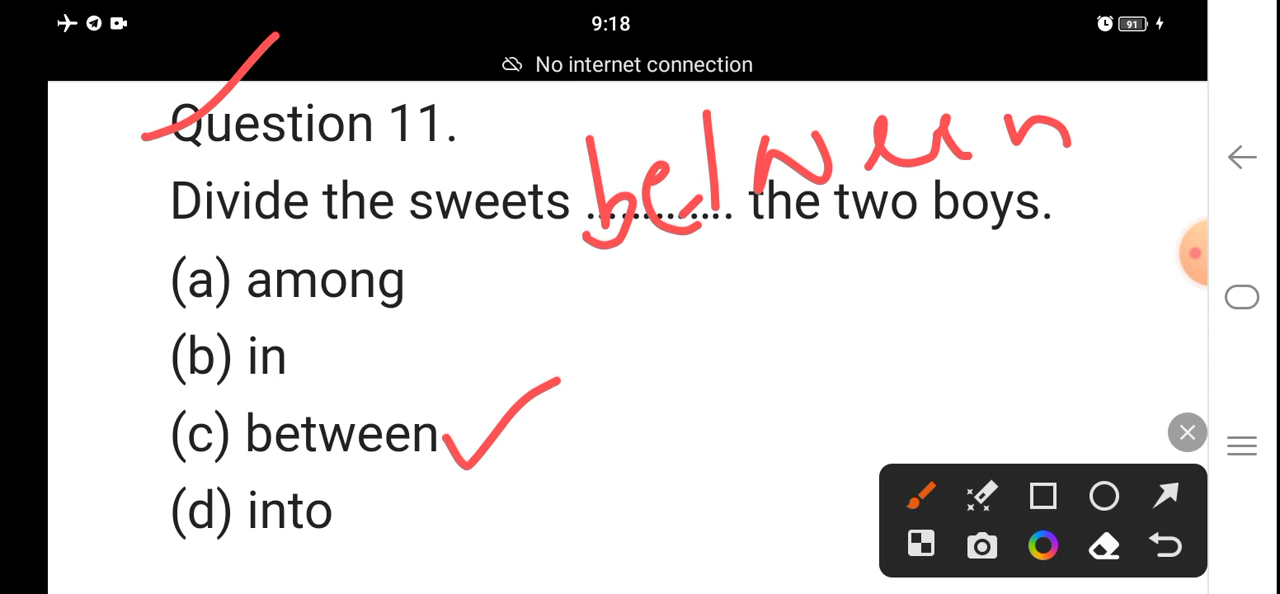 9:18
91
No internet connection
Question 11.
between
Divide the sweets ............ the two boys.
(a) among
(b) in
(c) between
(d) into